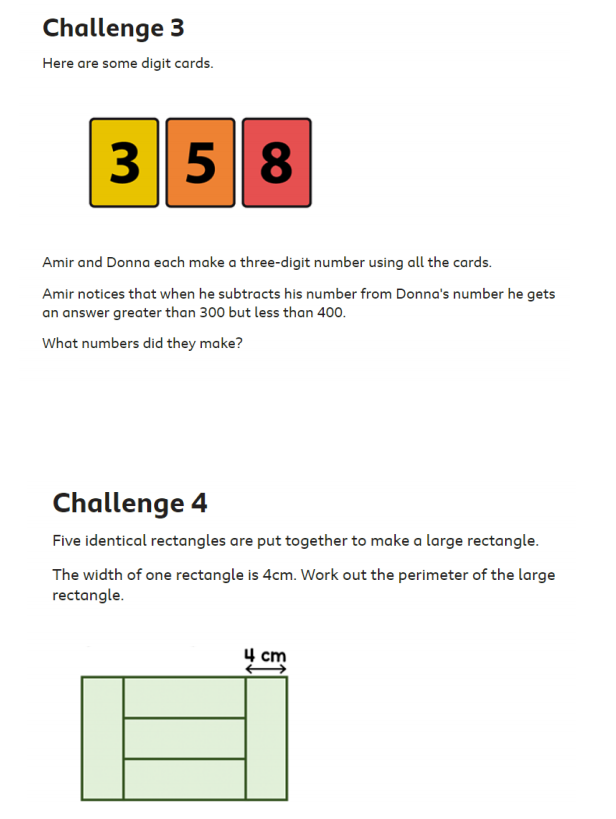 Challenge 3
Here are some digit cards.
3 5 8
Amir and Donna each make a three-digit number using all the cards.
Amir notices that when he subtracts his number from Donna's number he gets
an answer greater than 300 but less than 400.
What numbers did they make?
Challenge 4
Five identical rectangles are put together to make a large rectangle.
The width of one rectangle is 4cm. Work out the perimeter of the large
rectangle.
4 cm